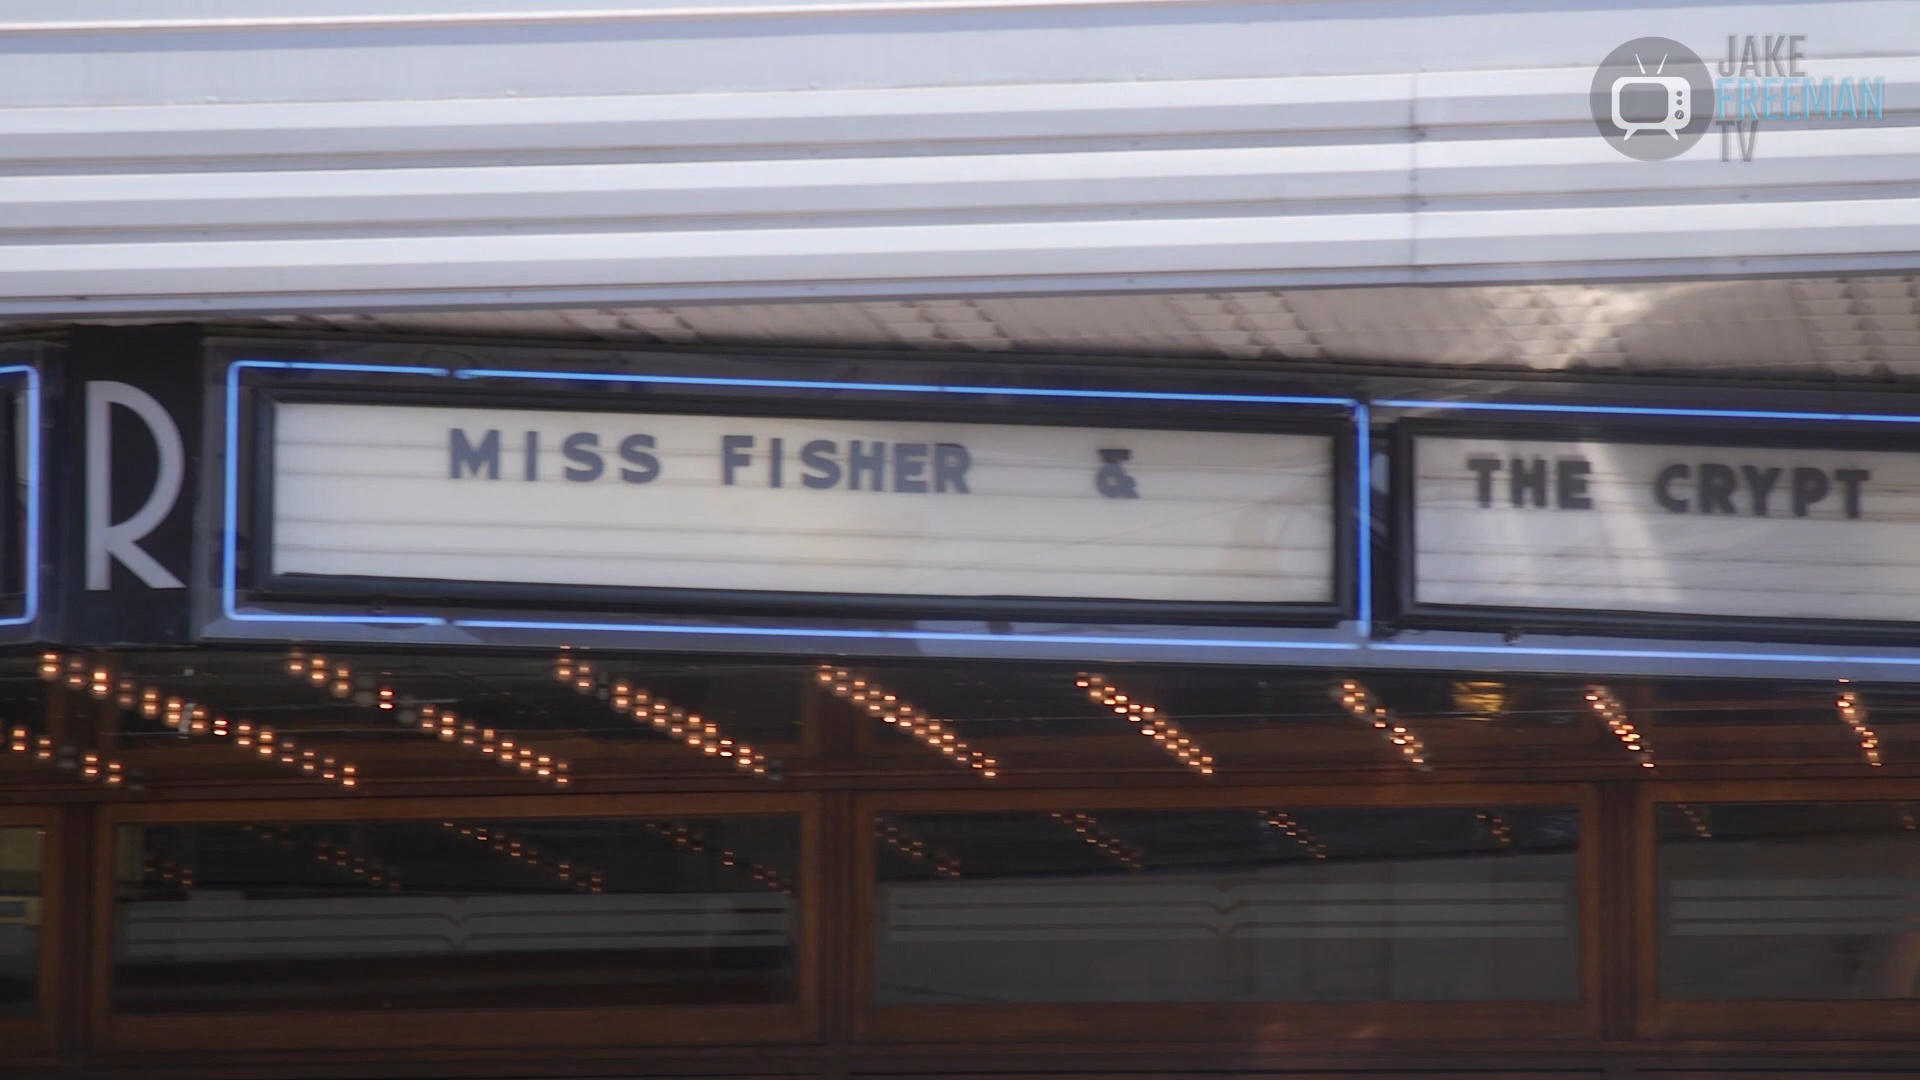 JAKE
FREEMAN
TV
R
MISS FISHER &
THE CRYPT